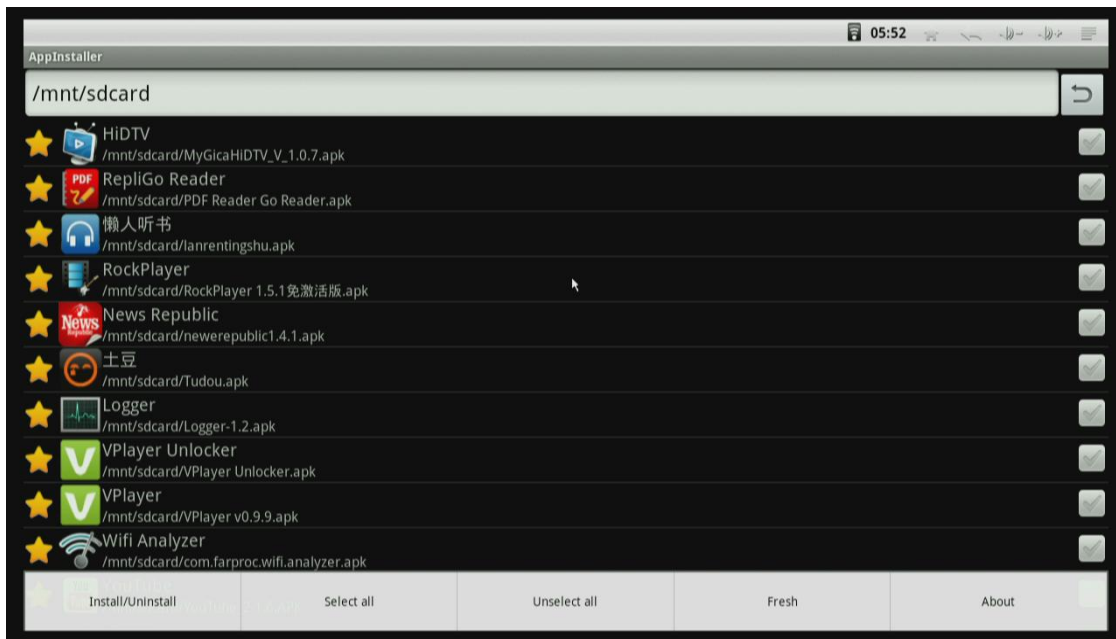 05:52
AppInstaller
/mnt/sdcard
HiDTV
/mnt/sdcard/MyGicaHiDTV_V_1.0.7.apk
PDF
RepliGo Reader
/mnt/sdcard/PDF Reader Go Reader.apk
懒人听书
/mnt/sdcard/lanrentingshu.apk
RockPlayer
/mnt/sdcard/RockPlayer 1.5.1免激活版.apk
News
News Republic
/mnt/sdcard/newerepublic1.4.1.apk
土豆
/mnt/sdcard/Tudou.apk
Logger
/mnt/sdcard/Logger-1.2.apk
VPlayer Unlocker
/mnt/sdcard/VPlayer Unlocker.apk
VPlayer
/mnt/sdcard/VPlayer v0.9.9.apk
Wifi Analyzer
/mnt/sdcard/com.farproc.wifi.analyzer.apk
YouTube
Install/Uninstall
Select all
Unselect all
Fresh
About